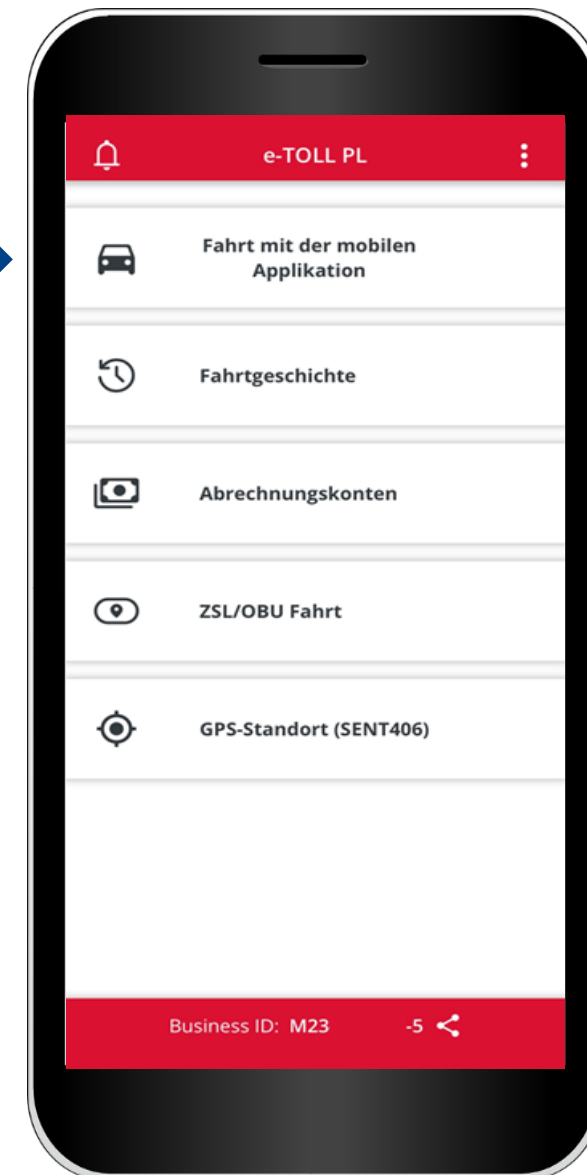 e-TOLL PL
Fahrt mit der mobilen
Applikation
Fahrtgeschichte
Abrechnungskonten
ZSL/OBU Fahrt
GPS-Standort (SENT406)
Business ID: M23 -5